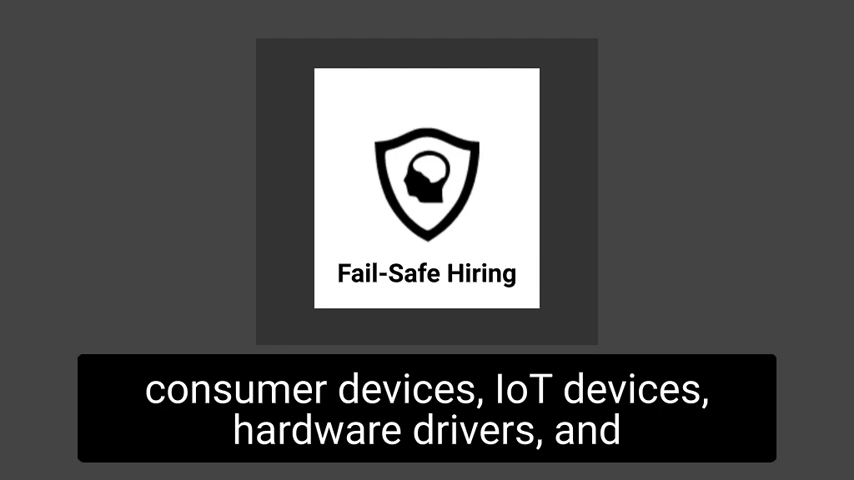 Fail-Safe Hiring
consumer devices, IoT devices,
hardware drivers, and